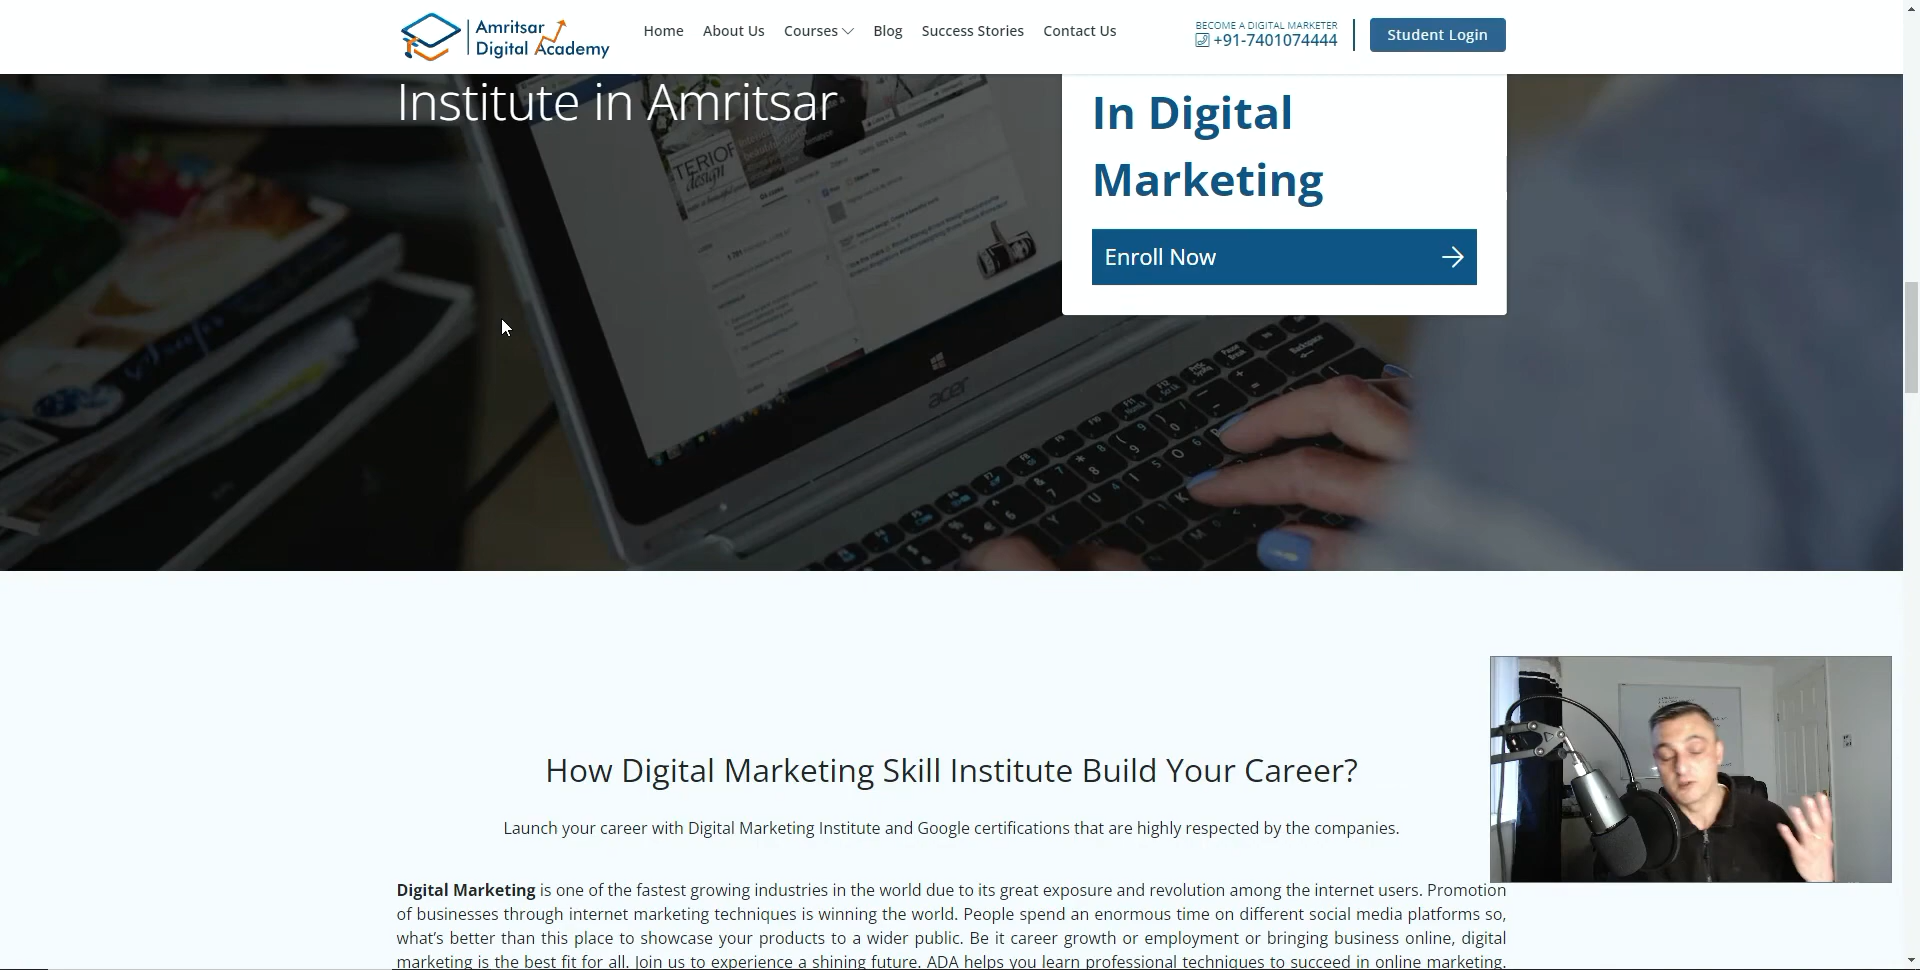 Amritsar
Digital Academy
Home About Us Courses Blog Success Stories Contact Us
BECOME A DIGITAL MARKETER
+91-7401074444
Student Login
Institute in Amritsar
In Digital
Marketing
Enroll Now
TERIOR
design
acer
How Digital Marketing Skill Institute Build Your Career?
Launch your career with Digital Marketing Institute and Google certifications that are highly respected by the companies.
Digital Marketing is one of the fastest growing industries in the world due to its great exposure and revolution among the internet users. Promotion
of businesses through internet marketing techniques is winning the world. People spend an enormous time on different social media platforms so,
what's better than this place to showcase your products to a wider public. Be it career growth or employment or bringing business online, digital
marketing is the best fit for all. Join us to experience a shining future. ADA helps you learn professional techniques to succeed in online marketing.